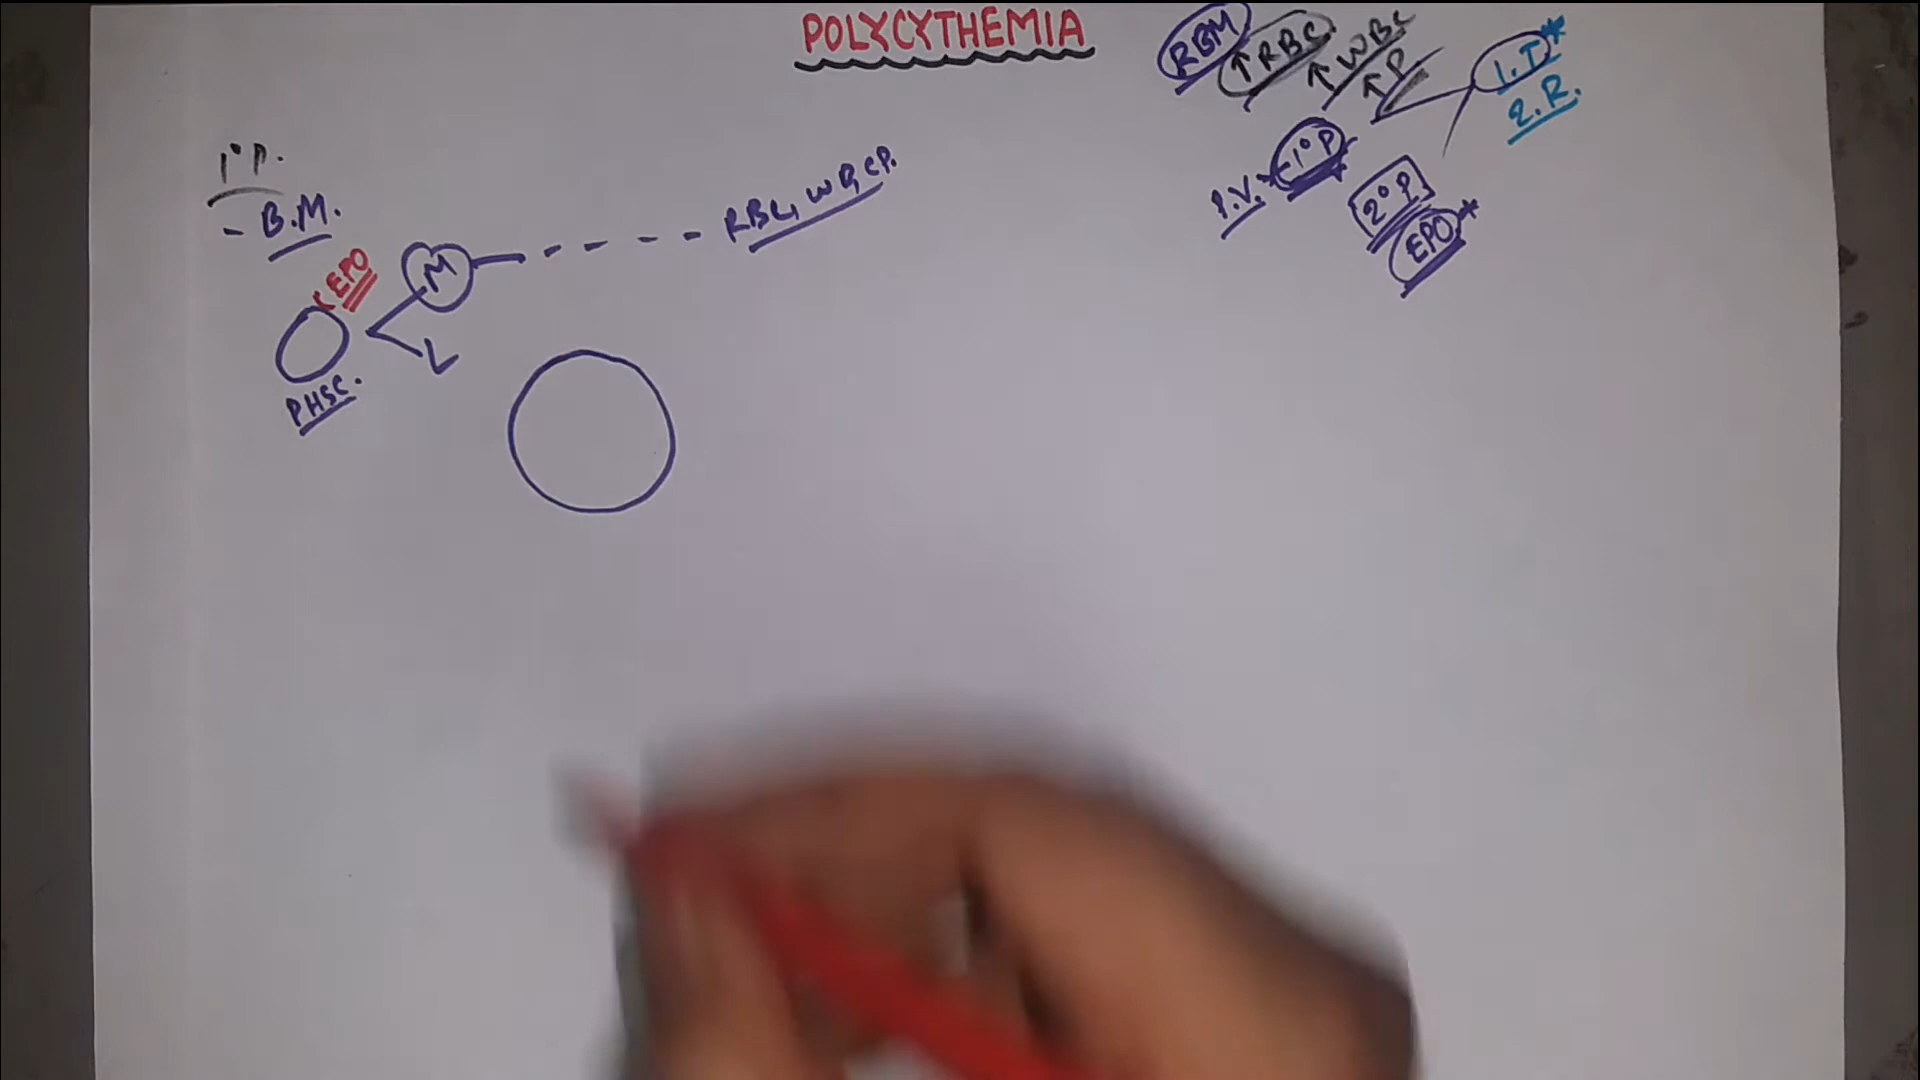 POLYCYTHEMIA
RBM
↑RBC
↑WBC
↑P
1. T*
2. R.
P.V. 1°P
2°P
EPO*
1°P.
- B.M.
EPO
M
L
PHSC.
RBC, WBC P.